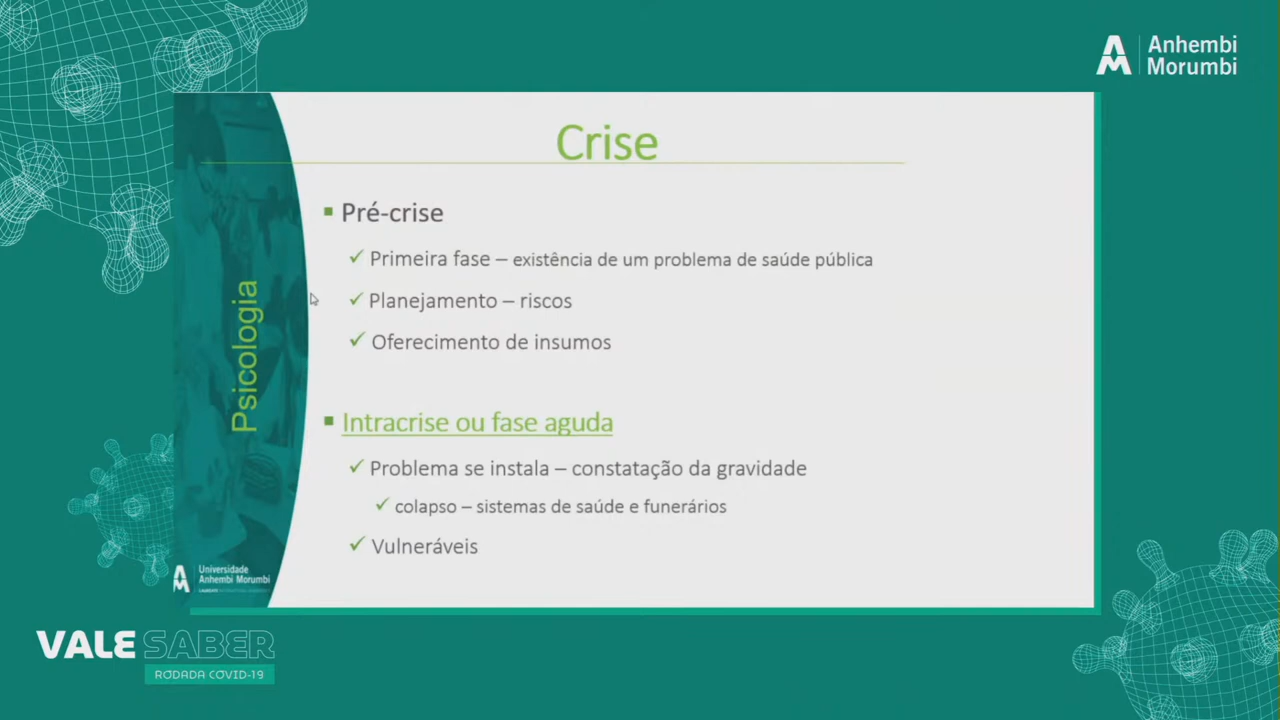 Anhembi
Morumbi
Crise
Pré-crise
Primeira fase – existência de um problema de saúde pública
Planejamento – riscos
Oferecimento de insumos
Intracrise ou fase aguda
Problema se instala – constatação da gravidade
colapso – sistemas de saúde e funerários
Vulneráveis
Psicologia
Universidade
Anhembi Morumbi
VALE SABER
RODADA COVID-19